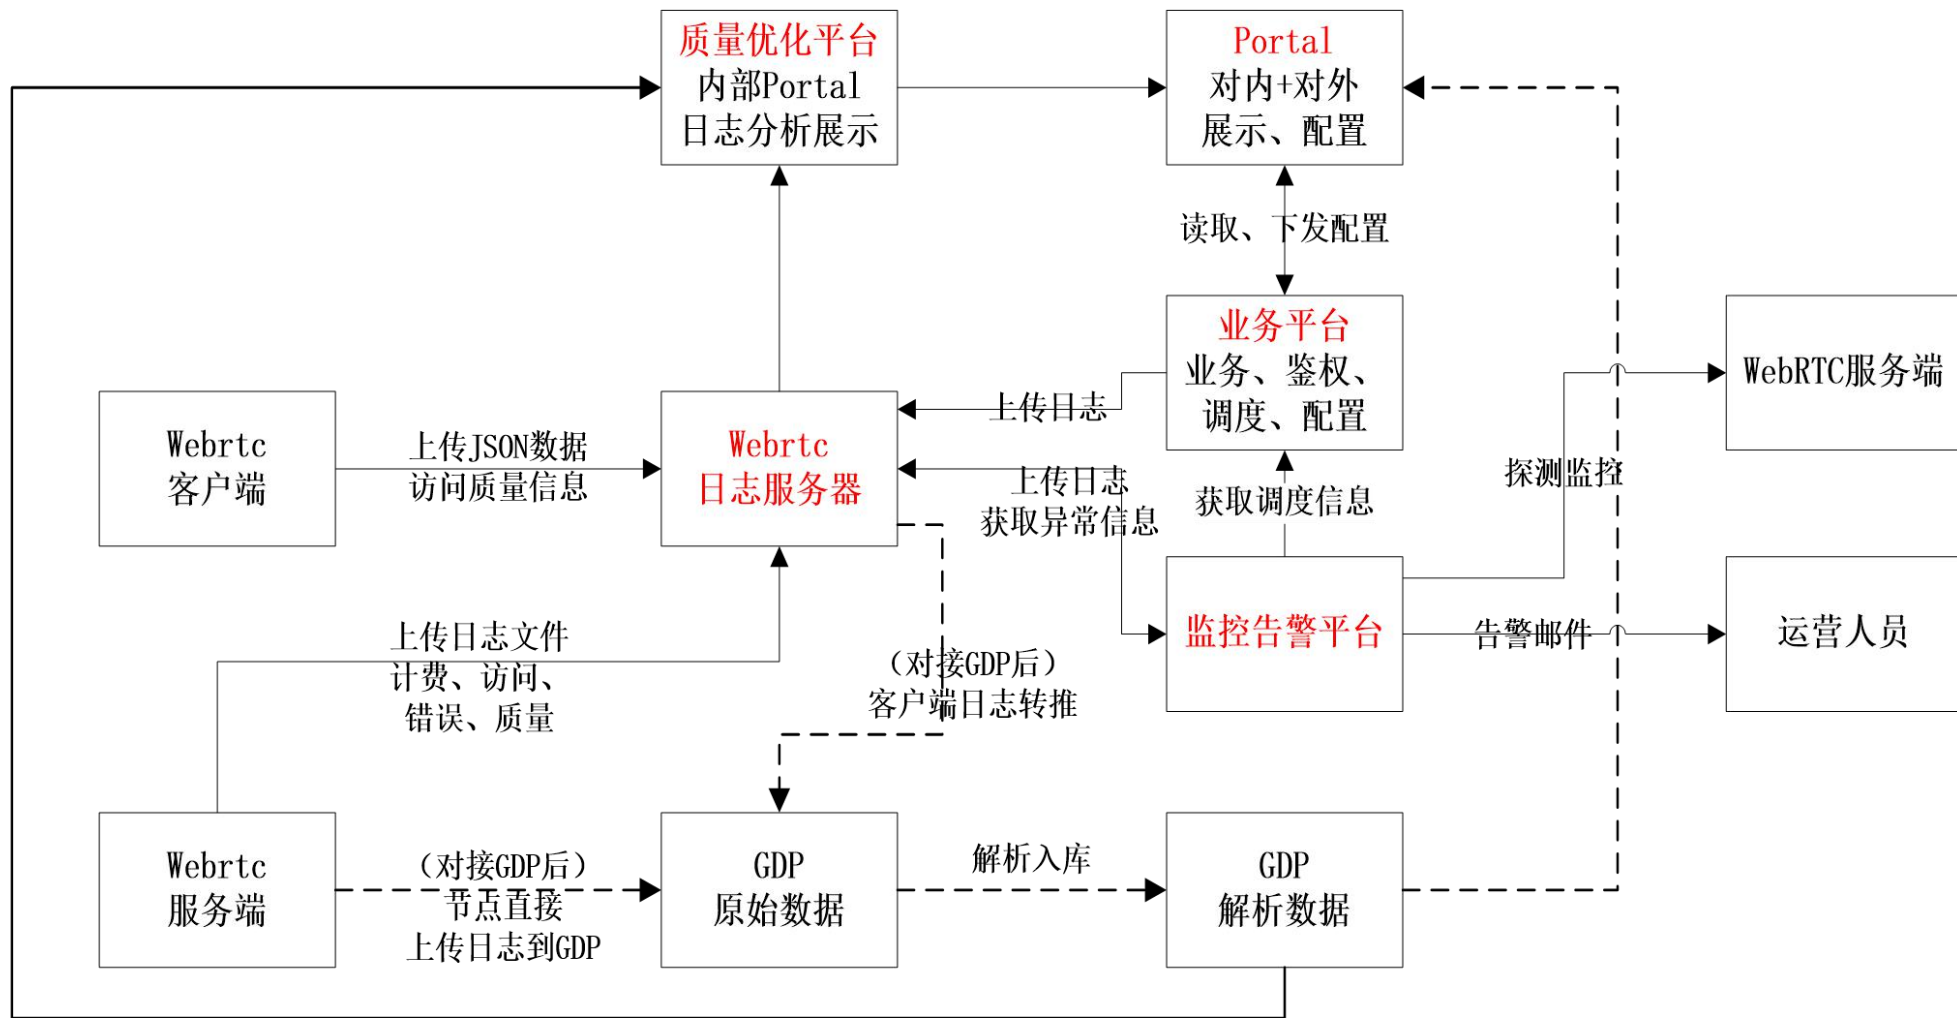 质量优化平台
内部Portal
日志分析展示
Portal
对内+对外
展示、配置
读取、下发配置
业务平台
业务、鉴权、
调度、配置
WebRTC服务端
上传日志
Webrtc
客户端
上传JSON数据
访问质量信息
Webrtc
日志服务器
上传日志
获取异常信息
获取调度信息
探测监控
监控告警平台
告警邮件
运营人员
上传日志文件
计费、访问、
错误、质量
（对接GDP后）
客户端日志转推
Webrtc
服务端
（对接GDP后）
节点直接
上传日志到GDP
GDP
原始数据
解析入库
GDP
解析数据